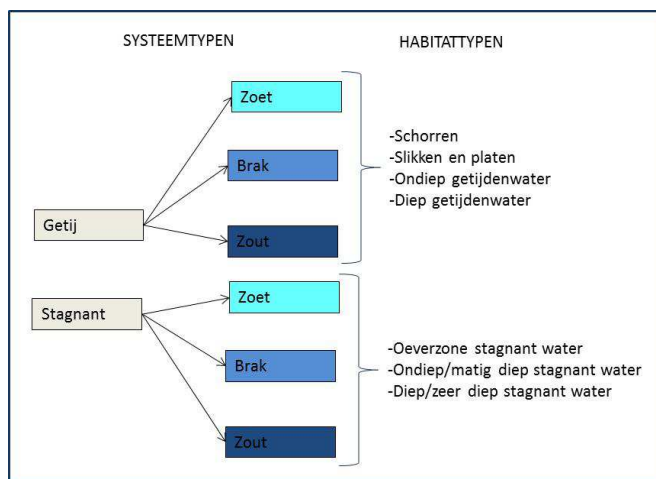 SYSTEEMTYPEN
HABITATTYPEN
Zoet
Brak
Getij
Zout
-Schorren
-Slikken en platen
-Ondiep getijdenwater
-Diep getijdenwater
Zoet
Stagnant
Brak
Zout
-Oeverzone stagnant water
-Ondiep/matig diep stagnant water
-Diep/zeer diep stagnant water